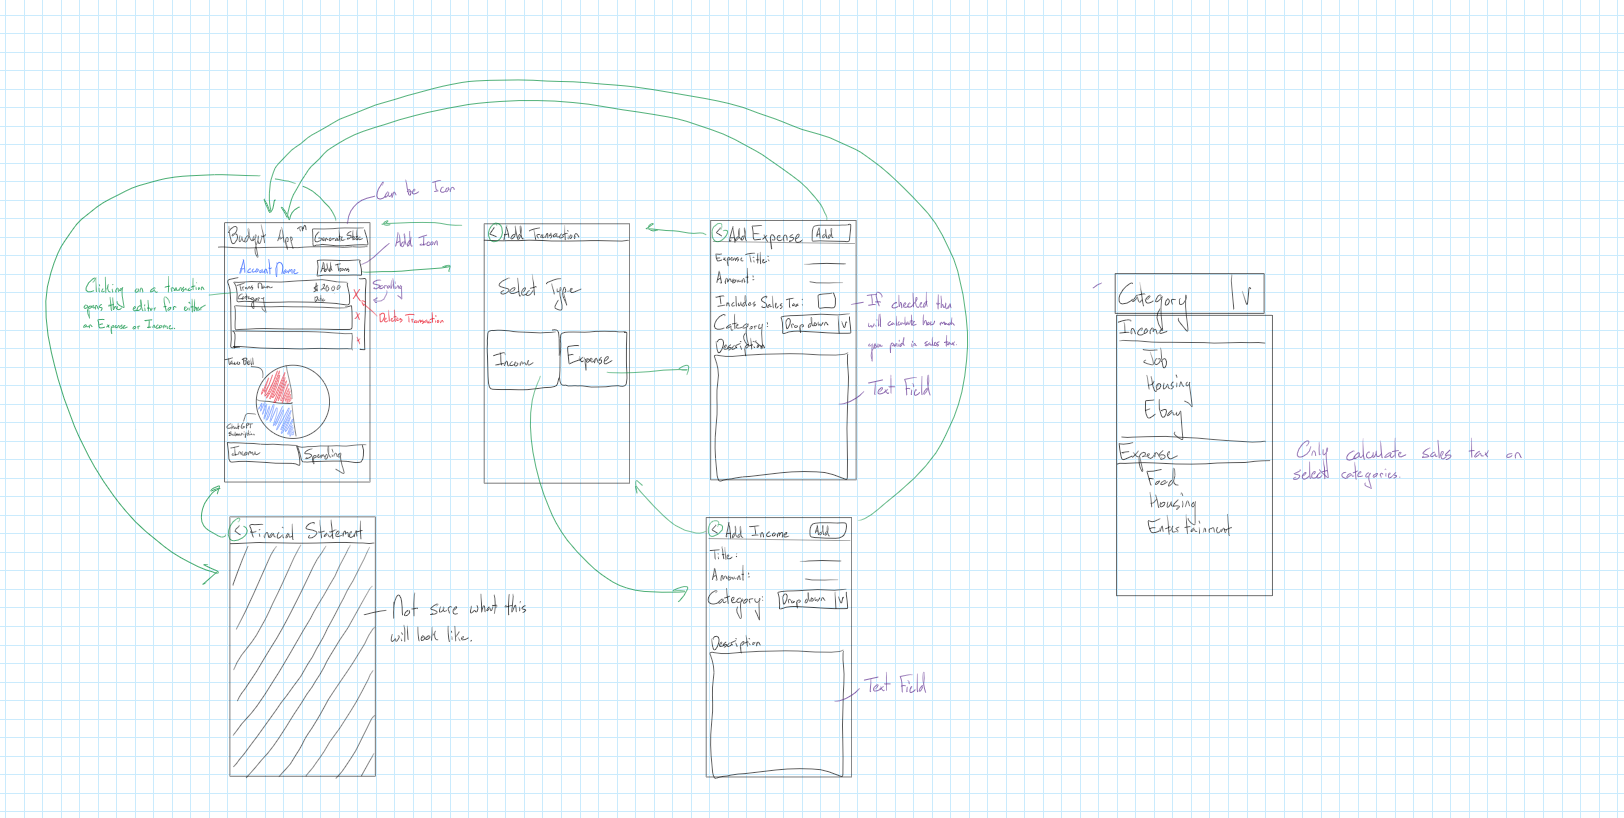 Can be Icon
Budget App TM
Generate State
Add Icon
Account Name
Add Trans
Clicking on a transaction
opens the editor for either
an Expense or Income.
Trans Name
$2000
Category
Date
X
Scrolling
Deletes Transaction
X
X
Taco Bell
ChatGPT
Subscription
Income
Spending
< Financial Statement
Not sure what this
will look like.
< Add Transaction
Select Type
Income
Expense
< Add Expense
Add
Expense Title:
Amount:
Includes Sales Tax:
Category:
Drop down
V
Description
If checked then
will calculate how much
you paid in sales tax.
Text Field
< Add Income
Add
Title:
Amount:
Category:
Drop down
V
Description
Text Field
Category
V
Income
Job
Housing
Ebay
Expense
Food
Housing
Entertainment
Only calculate sales tax on
select categories.